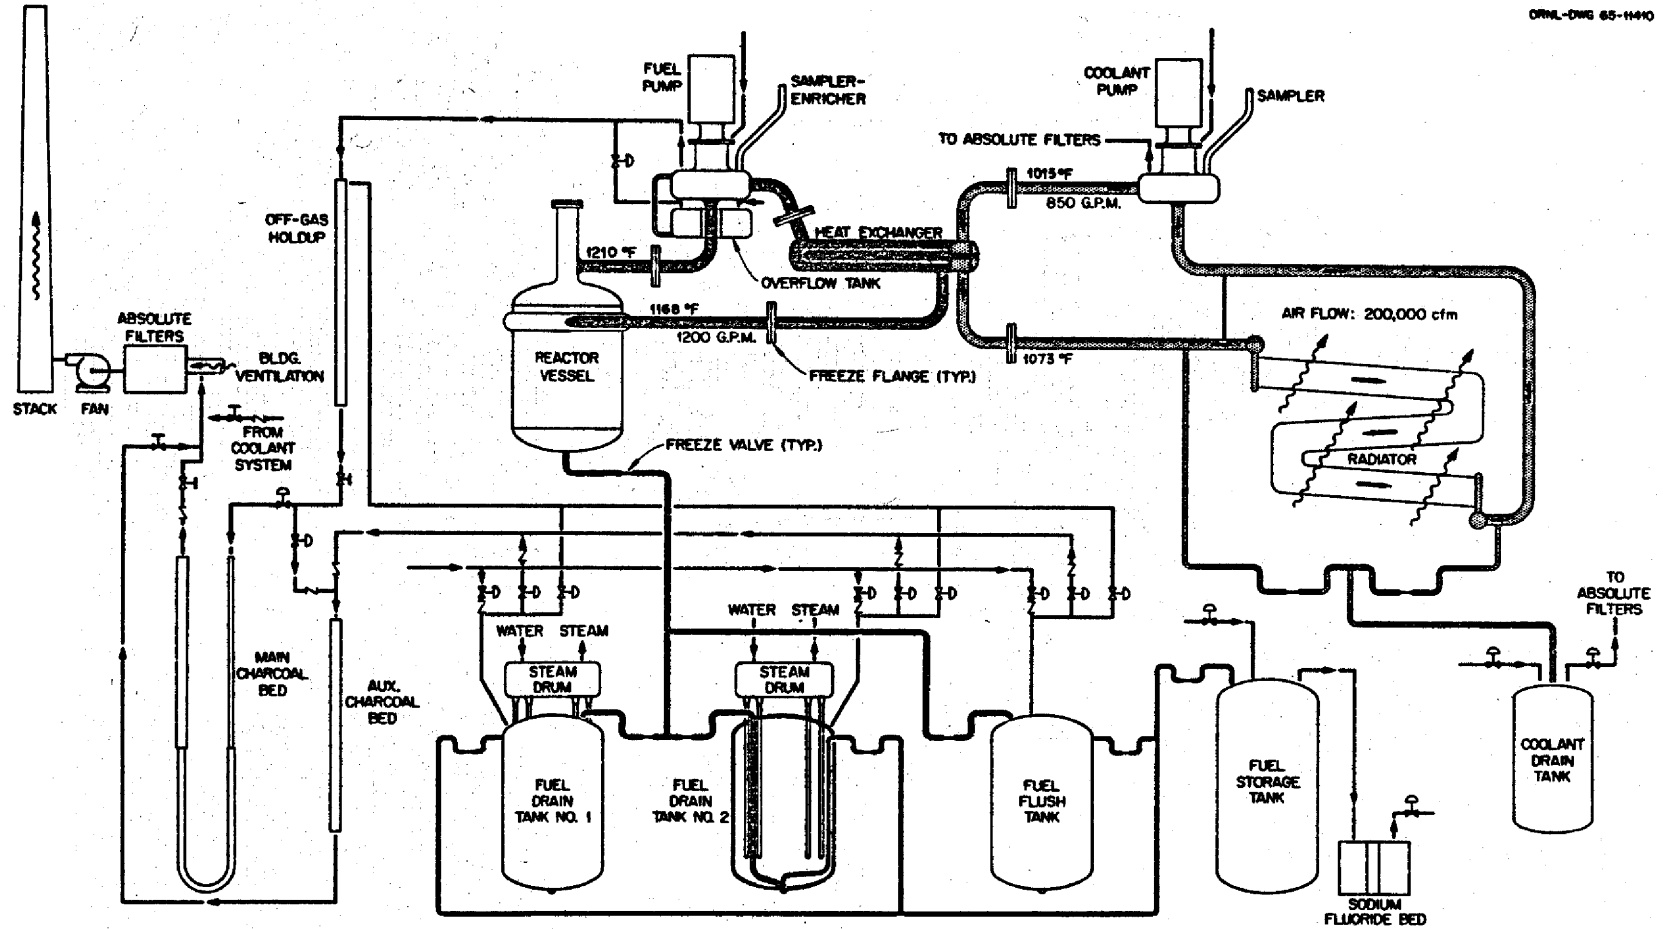 ORNL-DWG 65-11410
FUEL
PUMP
SAMPLER-
ENRICHER
COOLANT
PUMP
SAMPLER
TO ABSOLUTE FILTERS
1015 °F
850 G.P.M.
OFF-GAS
HOLDUP
HEAT EXCHANGER
1210 °F
OVERFLOW TANK
1168 °F
1200 G.P.M.
1073 °F
AIR FLOW: 200,000 cfm
ABSOLUTE
FILTERS
BLDG.
VENTILATION
REACTOR
VESSEL
FREEZE FLANGE (TYP.)
STACK
FAN
FROM
COOLANT
SYSTEM
FREEZE VALVE (TYP.)
RADIATOR
TO
ABSOLUTE
FILTERS
WATER
STEAM
WATER
STEAM
STEAM
DRUM
STEAM
DRUM
MAIN
CHARCOAL
BED
AUX.
CHARCOAL
BED
FUEL
DRAIN
TANK NO. 1
FUEL
DRAIN
TANK NO. 2
FUEL
FLUSH
TANK
FUEL
STORAGE
TANK
COOLANT
DRAIN
TANK
SODIUM
FLUORIDE BED